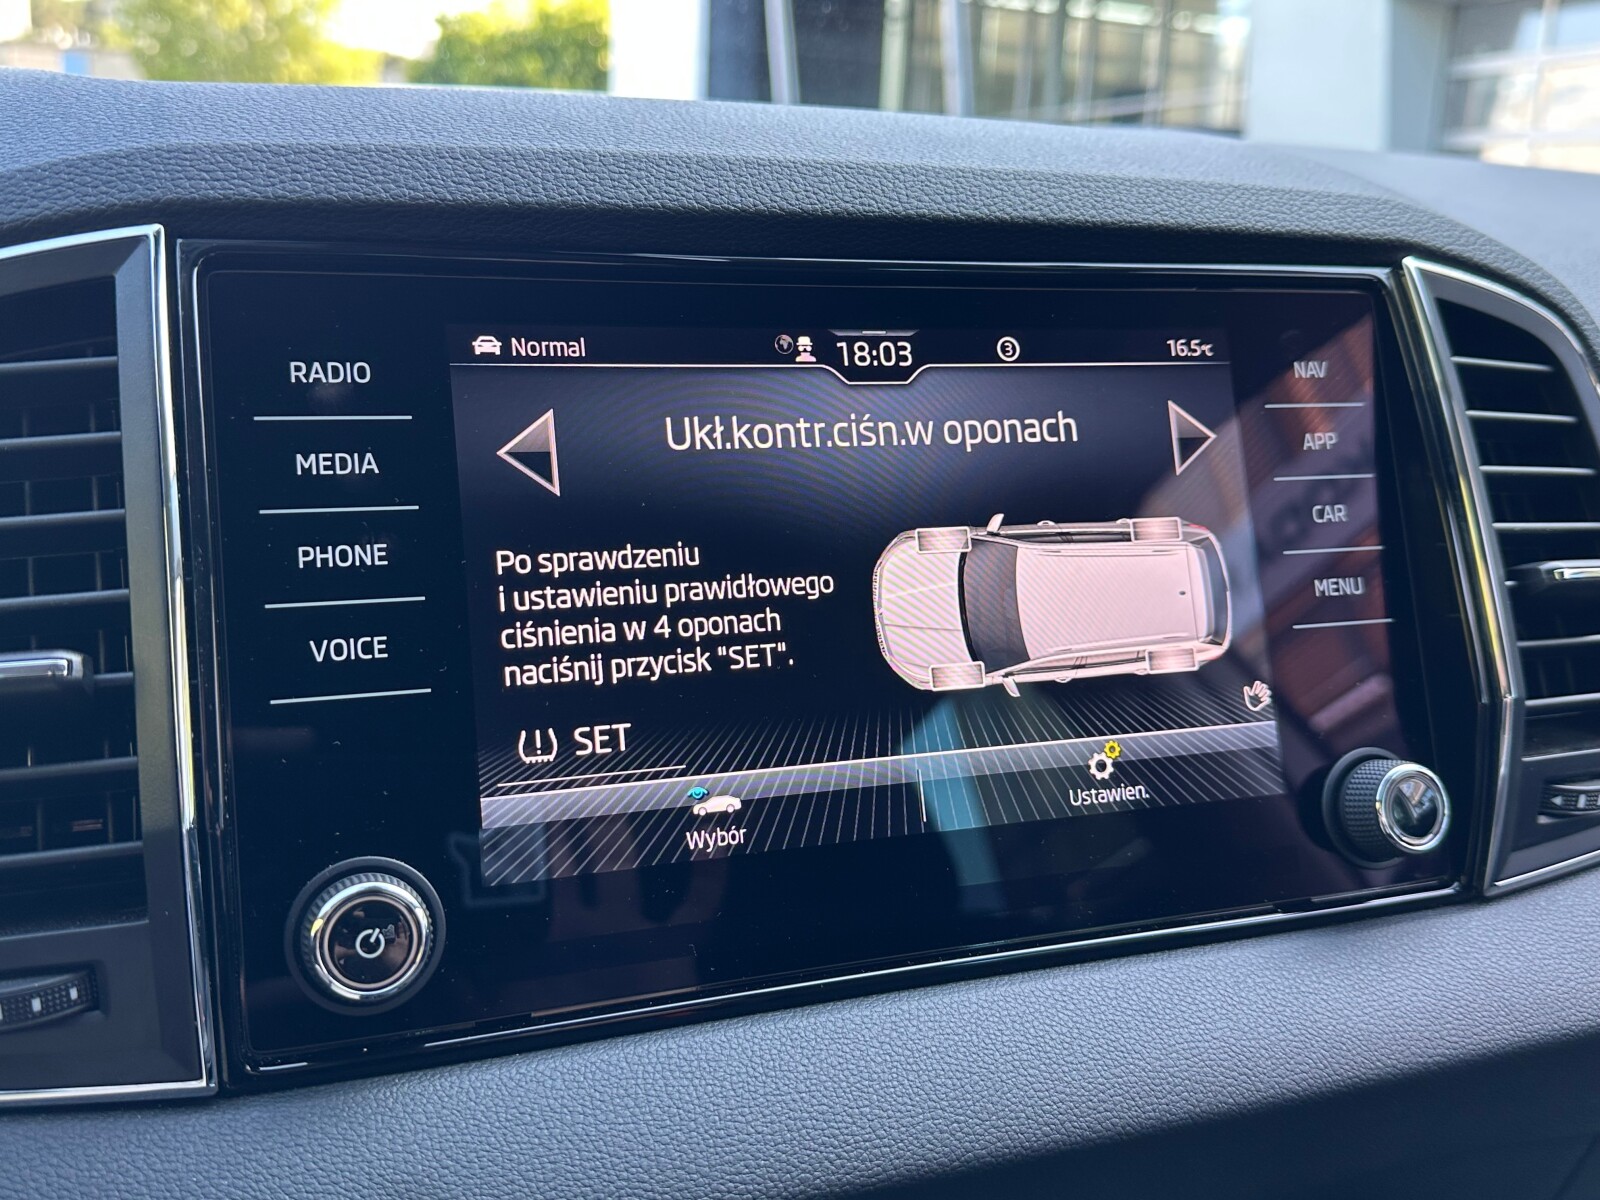 Normal
18:03
3
16.5°C
RADIO
MEDIA
PHONE
VOICE
Ukł.kontr.ciśn.w oponach
Po sprawdzeniu
i ustawieniu prawidłowego
ciśnienia w 4 oponach
naciśnij przycisk "SET".
SET
Wybór
Ustawien.
NAV
APP
CAR
MENU